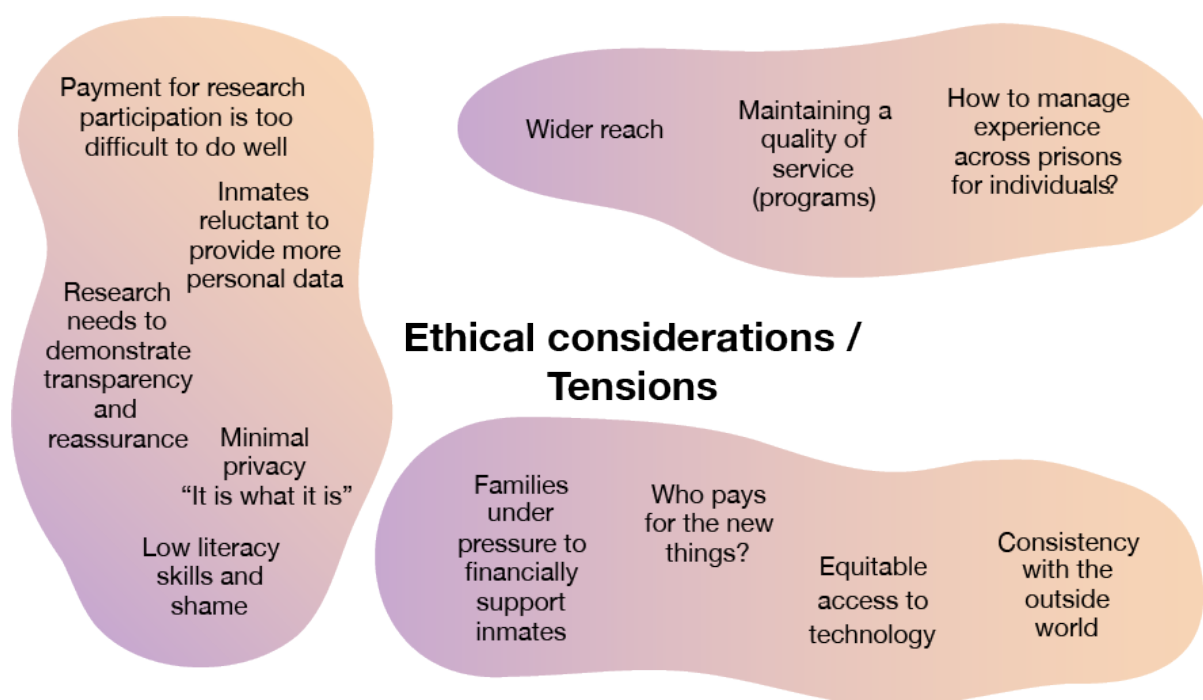 Payment for research
participation is too
difficult to do well
Inmates
reluctant to
provide more
personal data
Research
needs to
demonstrate
transparency
and
reassurance
Minimal
privacy
“It is what it is”
Low literacy
skills and
shame
Wider reach
Maintaining a
quality of
service
(programs)
How to manage
experience
across prisons
for individuals?
Ethical considerations /
Tensions
Families
under
pressure to
financially
support
inmates
Who pays
for the new
things?
Equitable
access to
technology
Consistency
with the
outside
world